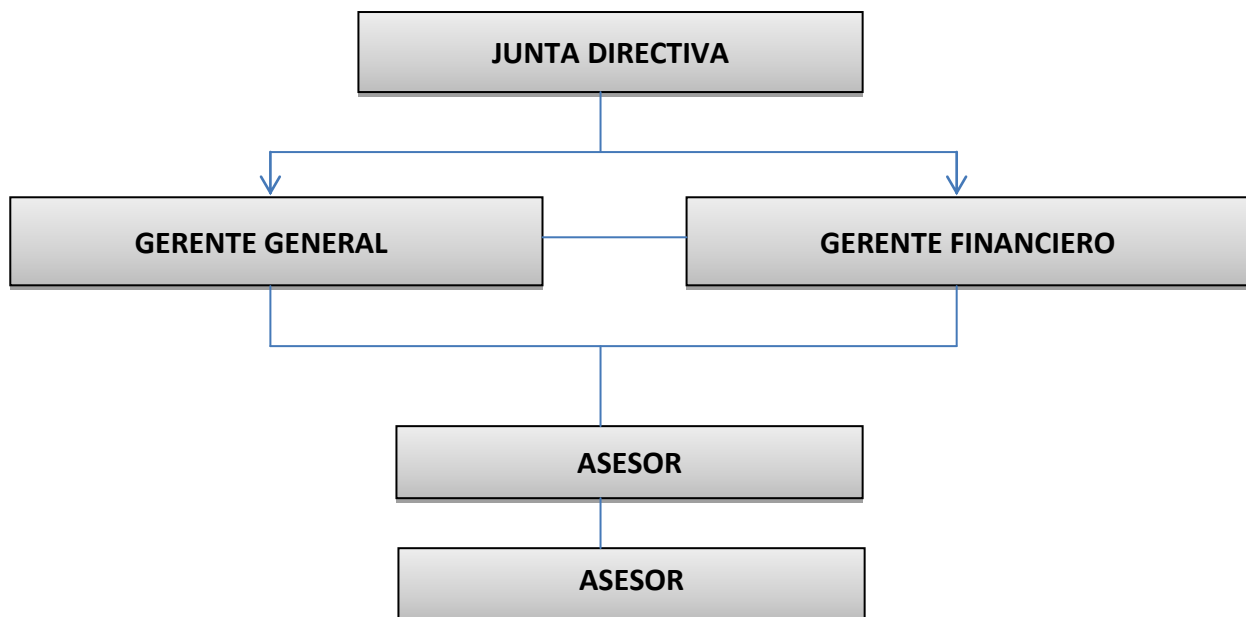 JUNTA DIRECTIVA
GERENTE GENERAL
GERENTE FINANCIERO
ASESOR
ASESOR